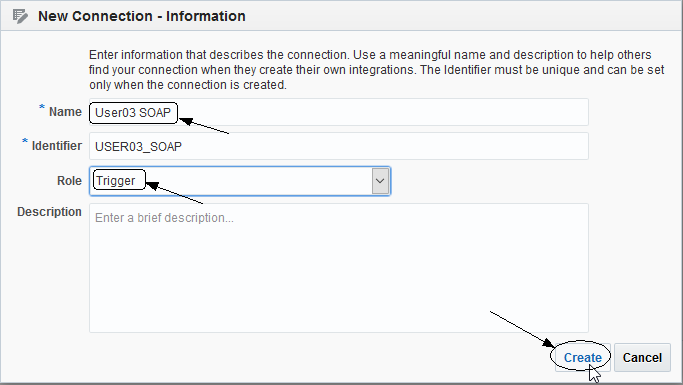 New Connection - Information
Enter information that describes the connection. Use a meaningful name and description to help others
find your connection when they create their own integrations. The Identifier must be unique and can be set
only when the connection is created.
* Name User03 SOAP
* Identifier USER03_SOAP
Role Trigger
Description Enter a brief description...
Create Cancel